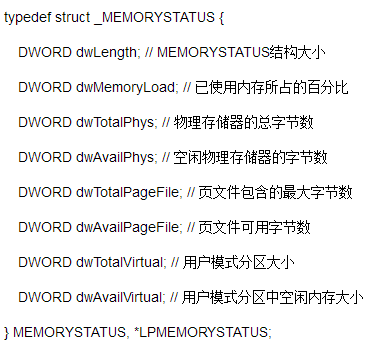 typedef struct _MEMORYSTATUS {
DWORD dwLength; // MEMORYSTATUS结构大小
DWORD dwMemoryLoad; // 已使用内存所占的百分比
DWORD dwTotalPhys; // 物理存储器的总字节数
DWORD dwAvailPhys; // 空闲物理存储器的字节数
DWORD dwTotalPageFile; // 页文件包含的最大字节数
DWORD dwAvailPageFile; // 页文件可用字节数
DWORD dwTotalVirtual; // 用户模式分区大小
DWORD dwAvailVirtual; // 用户模式分区中空闲内存大小
} MEMORYSTATUS, *LPMEMORYSTATUS;